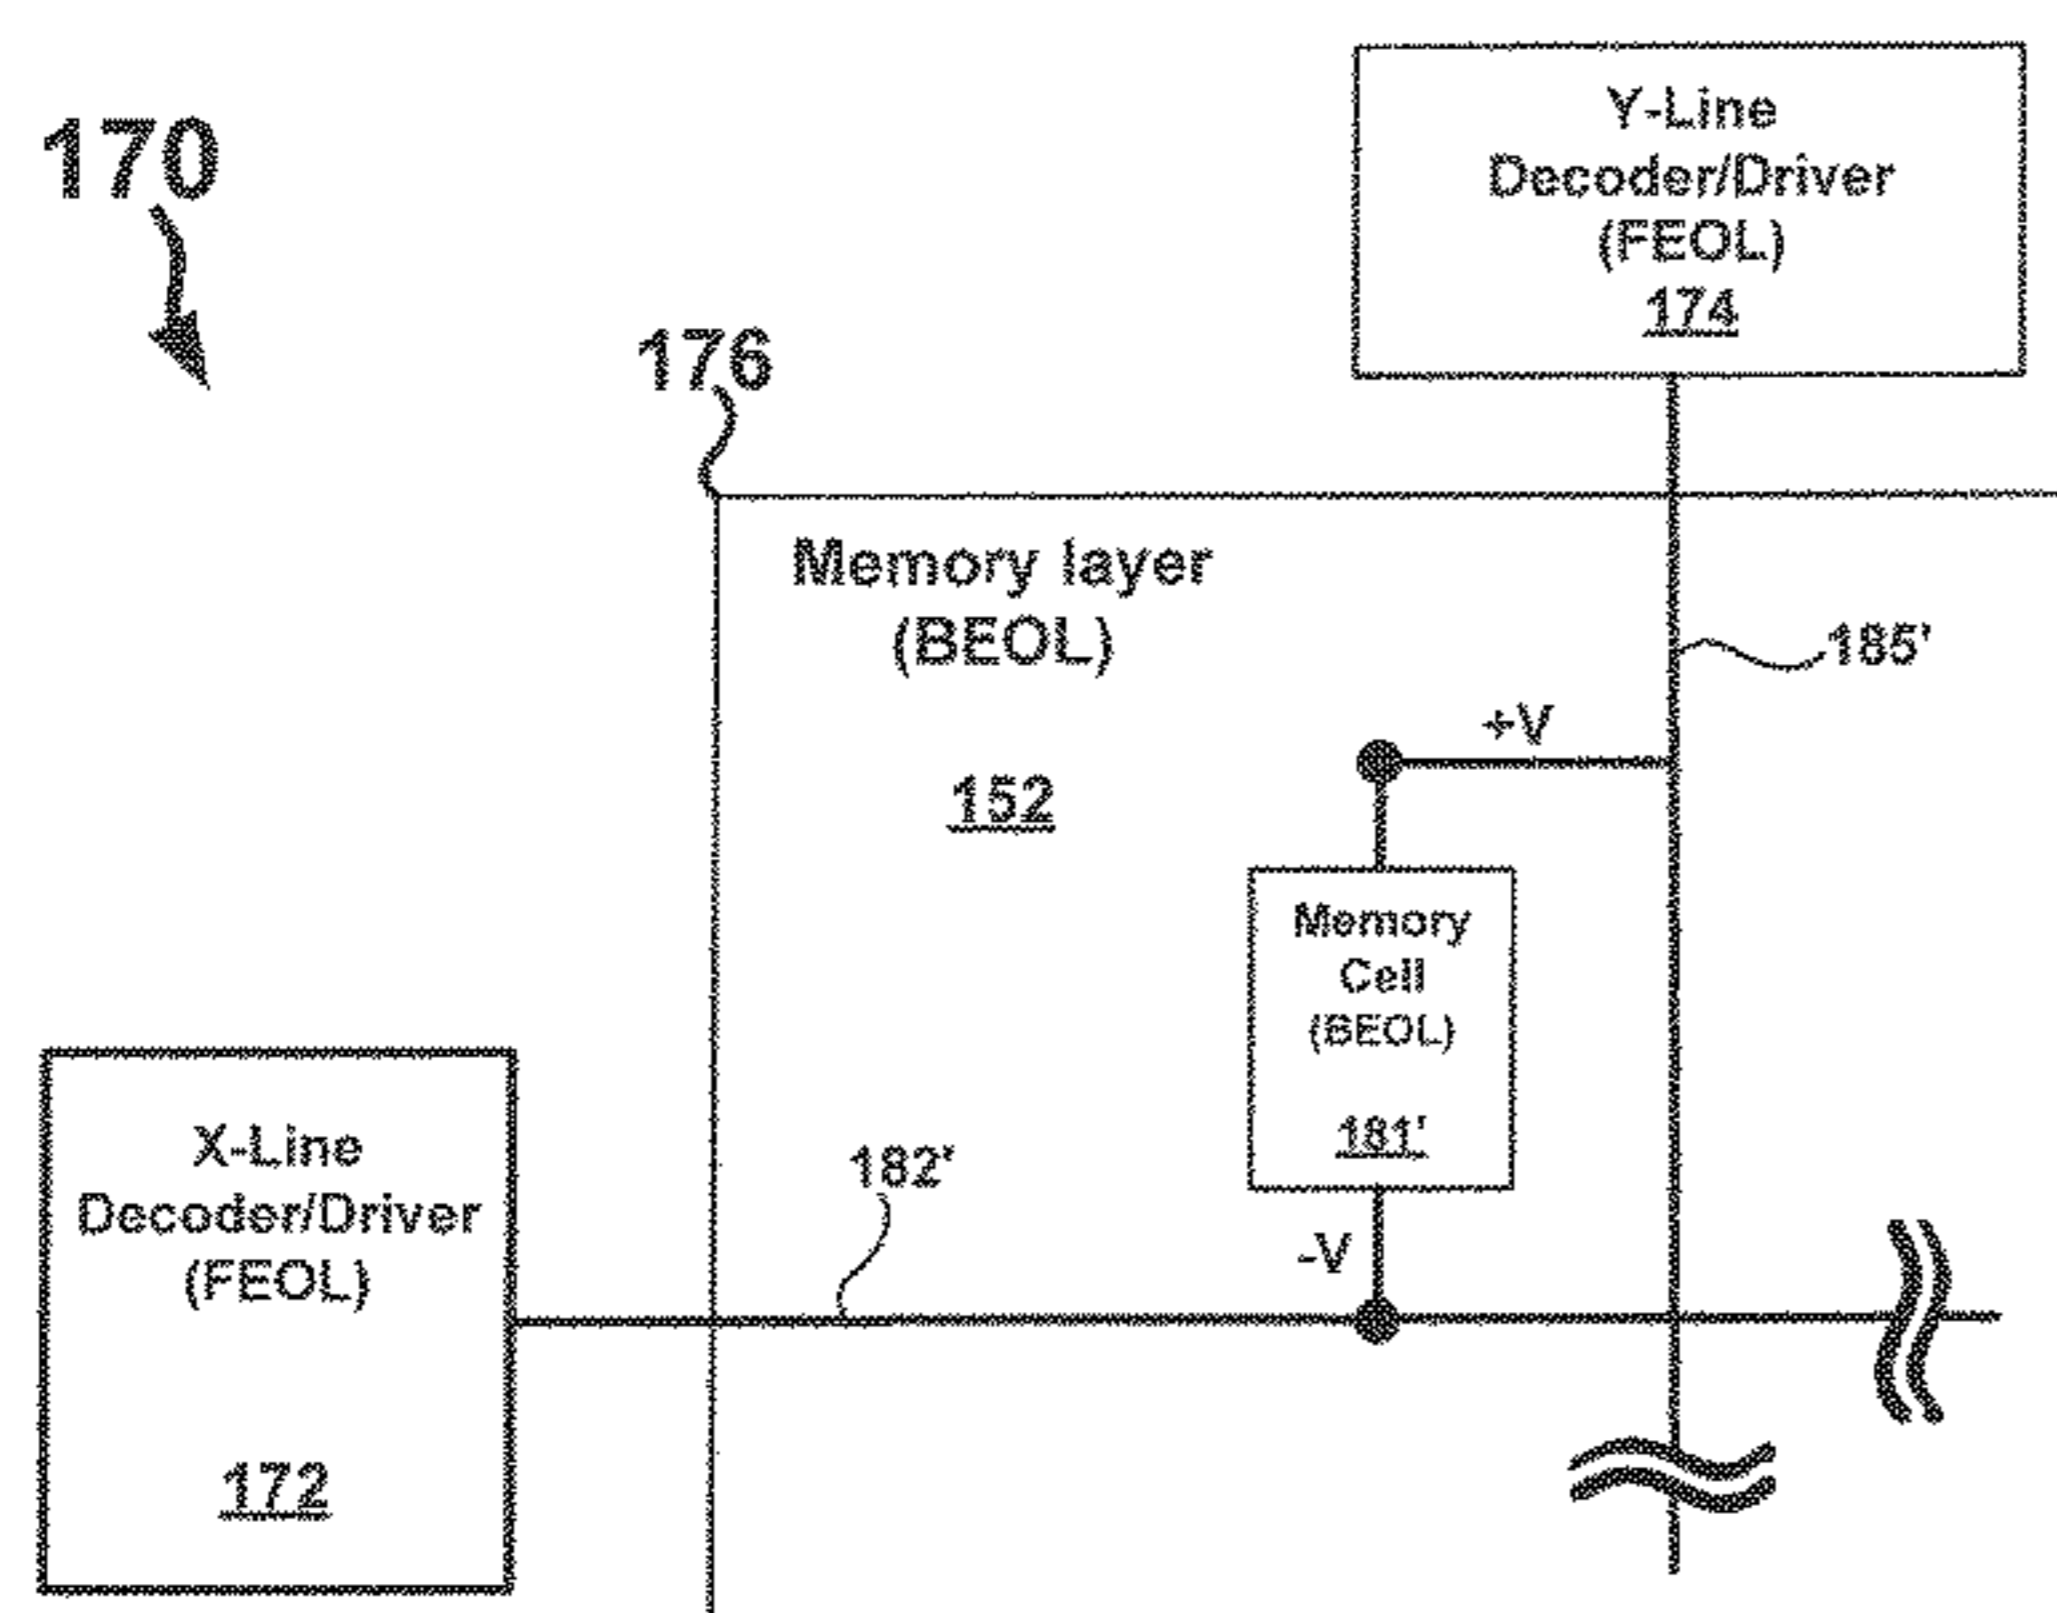 170
Y-Line
Decoder/Driver
(FEOL)
174
176
Memory layer
(BEOL)
152
185'
+V
Memory
Cell
(BEOL)
181'
-V
182'
X-Line
Decoder/Driver
(FEOL)
172